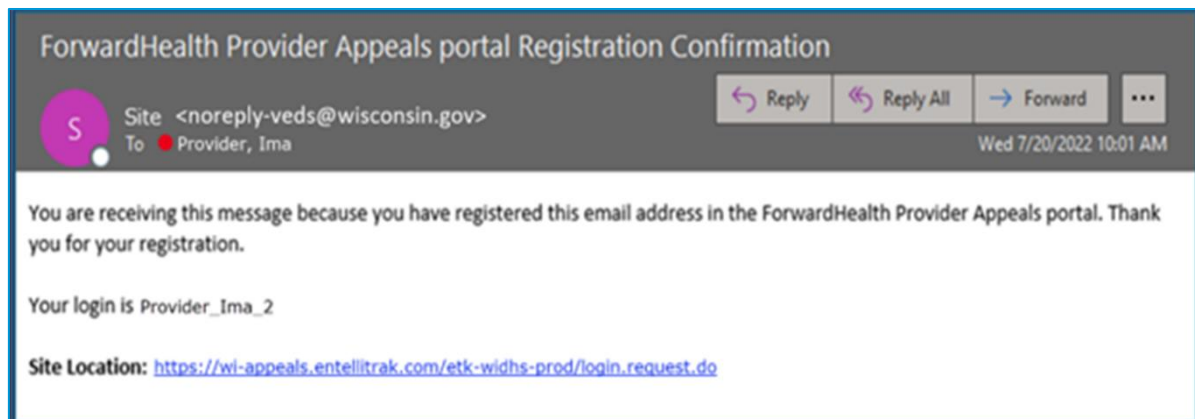 ForwardHealth Provider Appeals portal Registration Confirmation
S
Site <noreply-veds@wisconsin.gov>
To Provider, Ima
Reply
Reply All
Forward
...
Wed 7/20/2022 10:01 AM
You are receiving this message because you have registered this email address in the ForwardHealth Provider Appeals portal. Thank
you for your registration.
Your login is Provider_Ima_2
Site Location: https://wi-appeals.entellitrak.com/etk-widhs-prod/login.request.do